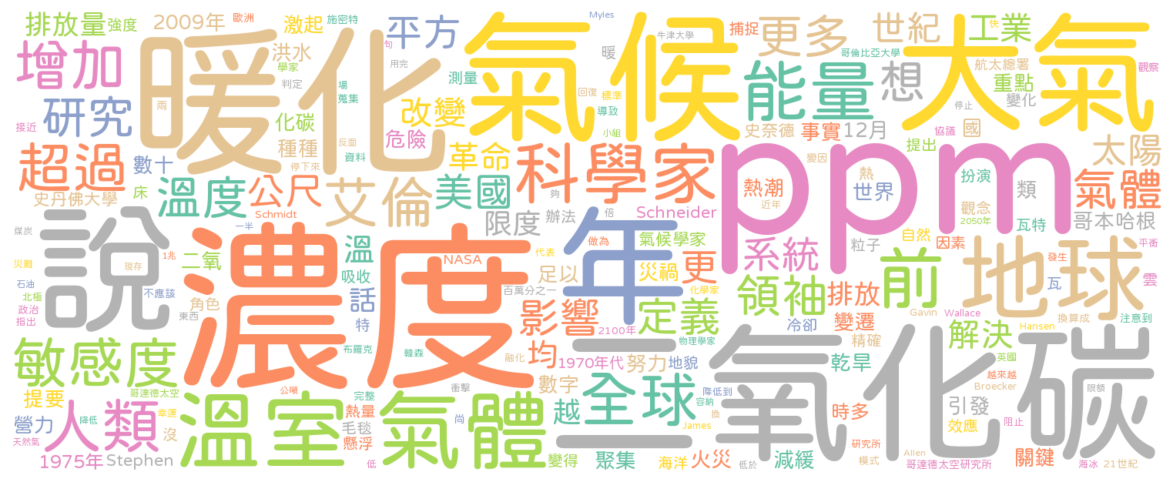 排放量
強度
2009年
歐洲
激起
施密特
平方
Myles
牛津大學
捕捉
更多
世紀
快
工業
大氣
增加
暖化
洪水
學家
句
暖
氣候
哥倫比亞大學
航太總署
觀察
研究
兩
判定
場
蒐集
用完
測量
回復
標準
導致
能量
想
重點
變化
停止
接近
化碳
種種
反園
停下來
資料
改變
危險
革命
小組
史奈德
事實
12月
國
協議
提出
超過
數十
床
史丹佛大學
溫度
公尺
Schmidt
艾倫
美國
科學家
夠
辦法
倍
限度
Schneider
ppm
變因
熱潮
近年
熱
世界
扮演
觀念
類
瓦特
2050年
太陽
氣體
哥本哈根
煤炭
說
一半
濃度
NASA
年
代表
做為
氣候學家
系統
粒子
自然
因素
地球
平衡
災難
二氧
1兆
現存
溫
吸收
百萬分之一
足以
災禍
化學家
更
領袖
排放
前
瓦
發生
雲
石油
北極
不應該
角色
東西
話
特
影響
定義
2100年
物理學家
冷卻
變遷
Gavin
Wallace
換算成
注意到
政治
指出
敏感度
布羅克
韓森
融化
均
1970年代
努力
地貌
精確
乾旱
Hansen
解決
英國
越來越
Broecker
限額
哥達德太空
提要
公噸
衝擊
完整
數字
全球
降低到
容納
換
二氧化碳
營力
降低
幸運
沒
人類
溫室氣體
熱量
毛毯
懸浮
尚
越
James
時多
引發
效應
阻止
天然氣
1975年
Stephen
低
變得
聚集
海洋
火災
低於
減緩
研究所
模式
Allen
哥達德太空研究所
關鍵
海冰
21世紀